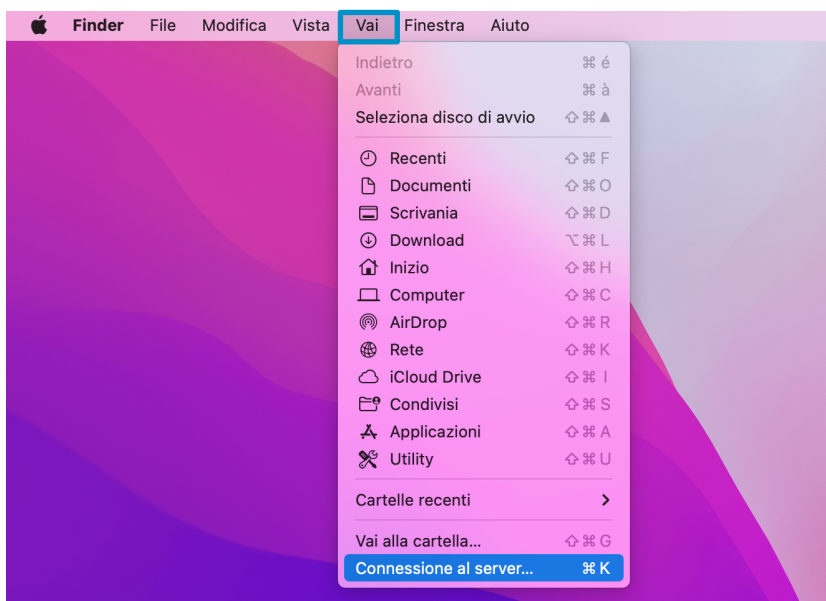 Finder File Modifica Vista Vai Finestra Aiuto
Indietro ⌘ é
Avanti ⌘ à
Seleziona disco di avvio ⇧⌘▲
Recenti ⇧⌘F
Documenti ⇧⌘O
Scrivania ⇧⌘D
Download ⌥⌘L
Inizio ⇧⌘H
Computer ⇧⌘C
AirDrop ⇧⌘R
Rete ⇧⌘K
iCloud Drive ⇧⌘I
Condivisi ⇧⌘S
Applicazioni ⇧⌘A
Utility ⇧⌘U
Cartelle recenti
Vai alla cartella... ⇧⌘G
Connessione al server... ⌘K